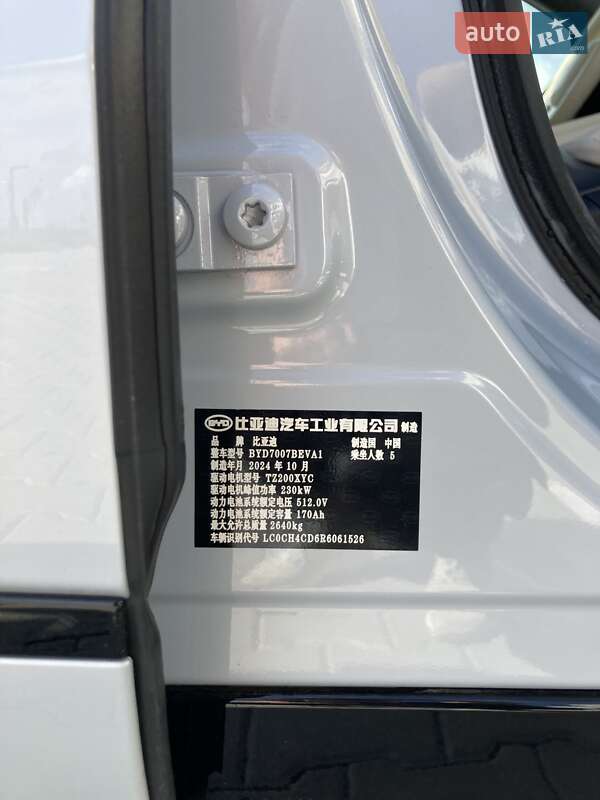 auto RIA .com
BYD 比亚迪汽车工业有限公司 制造
品 牌 比亚迪 制造国 中国
整车型号 BYD7007BEVA1 乘坐人数 5
制造年月 2024 年 10 月
驱动电机型号 TZ200XYC
驱动电机峰值功率 230kW
动力电池系统额定电压 512.0V
动力电池系统额定容量 170Ah
最大允许总质量 2640kg
车辆识别代号 LC0CH4CD6R6061526